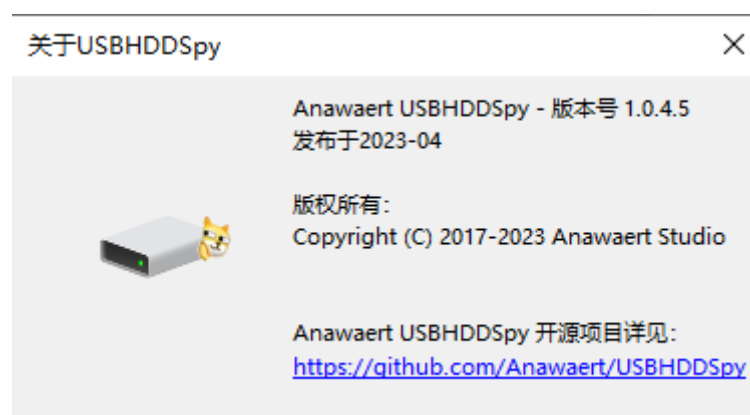 关于USBHDDSpy
Anawaert USBHDDSpy - 版本号 1.0.4.5
发布于2023-04
版权所有:
Copyright (C) 2017-2023 Anawaert Studio
Anawaert USBHDDSpy 开源项目详见:
https://github.com/Anawaert/USBHDDSpy